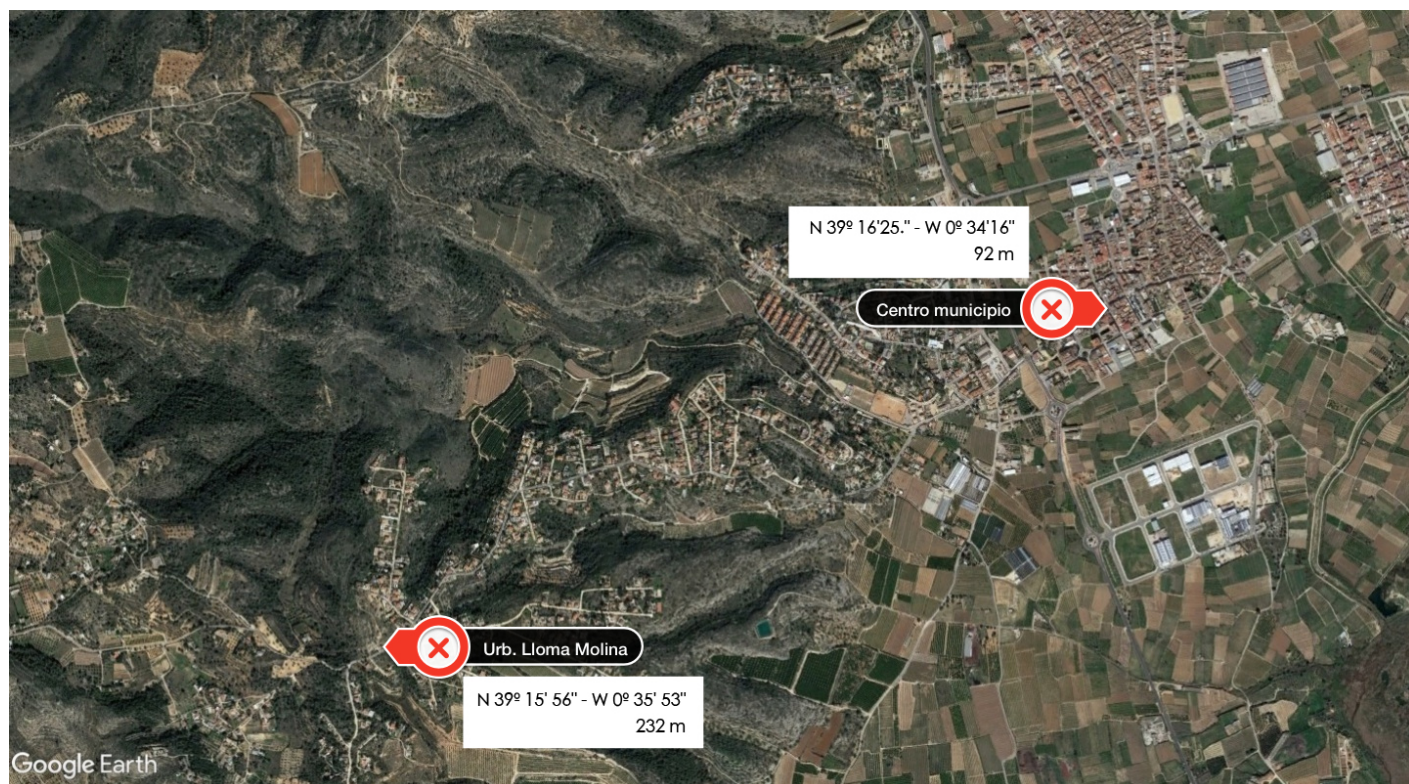 N 39º 16'25." - W 0º 34'16"
92 m
Centro municipio
Urb. Lloma Molina
N 39º 15' 56" - W 0º 35' 53"
232 m
Google Earth